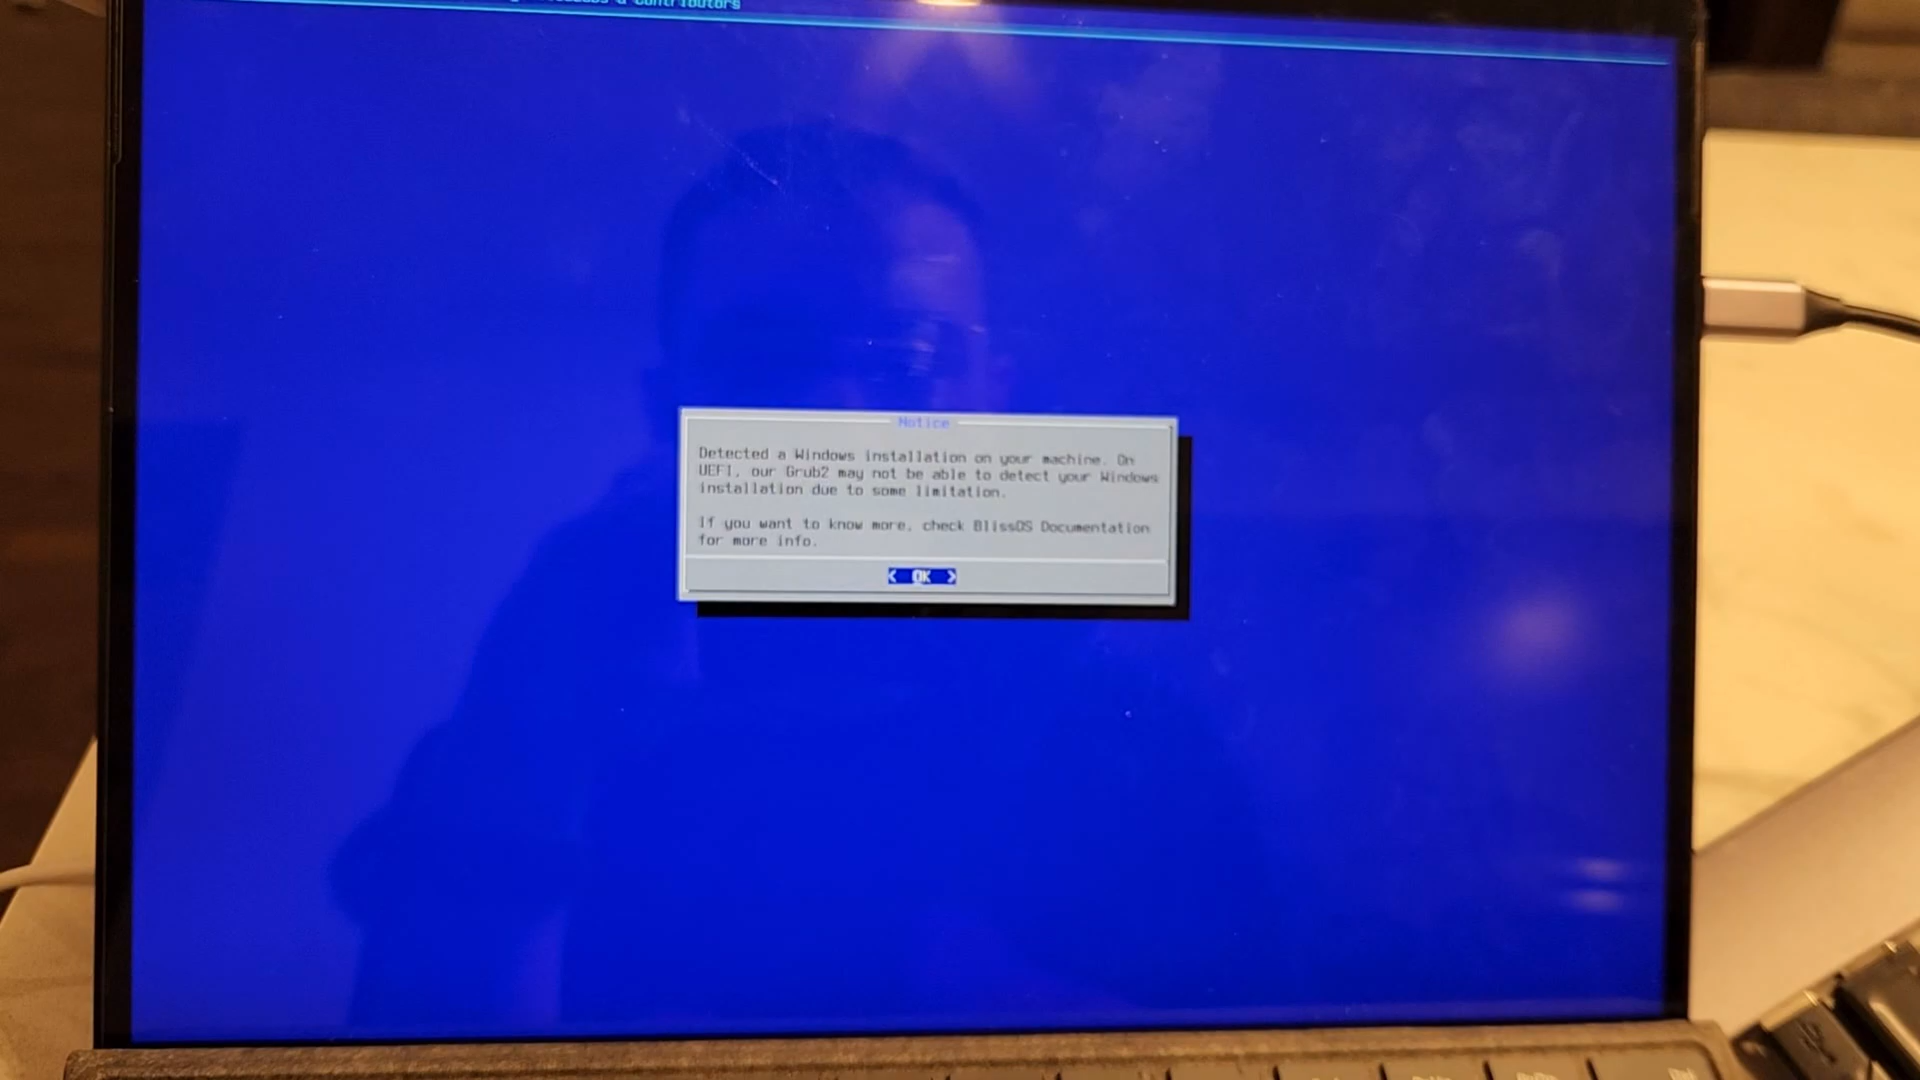 & Contributors
Notice
Detected a Windows installation on your machine. On
UEFI, our Grub2 may not be able to detect your Windows
installation due to some limitation.
If you want to know more, check BlissOS Documentation
for more info.
< OK >